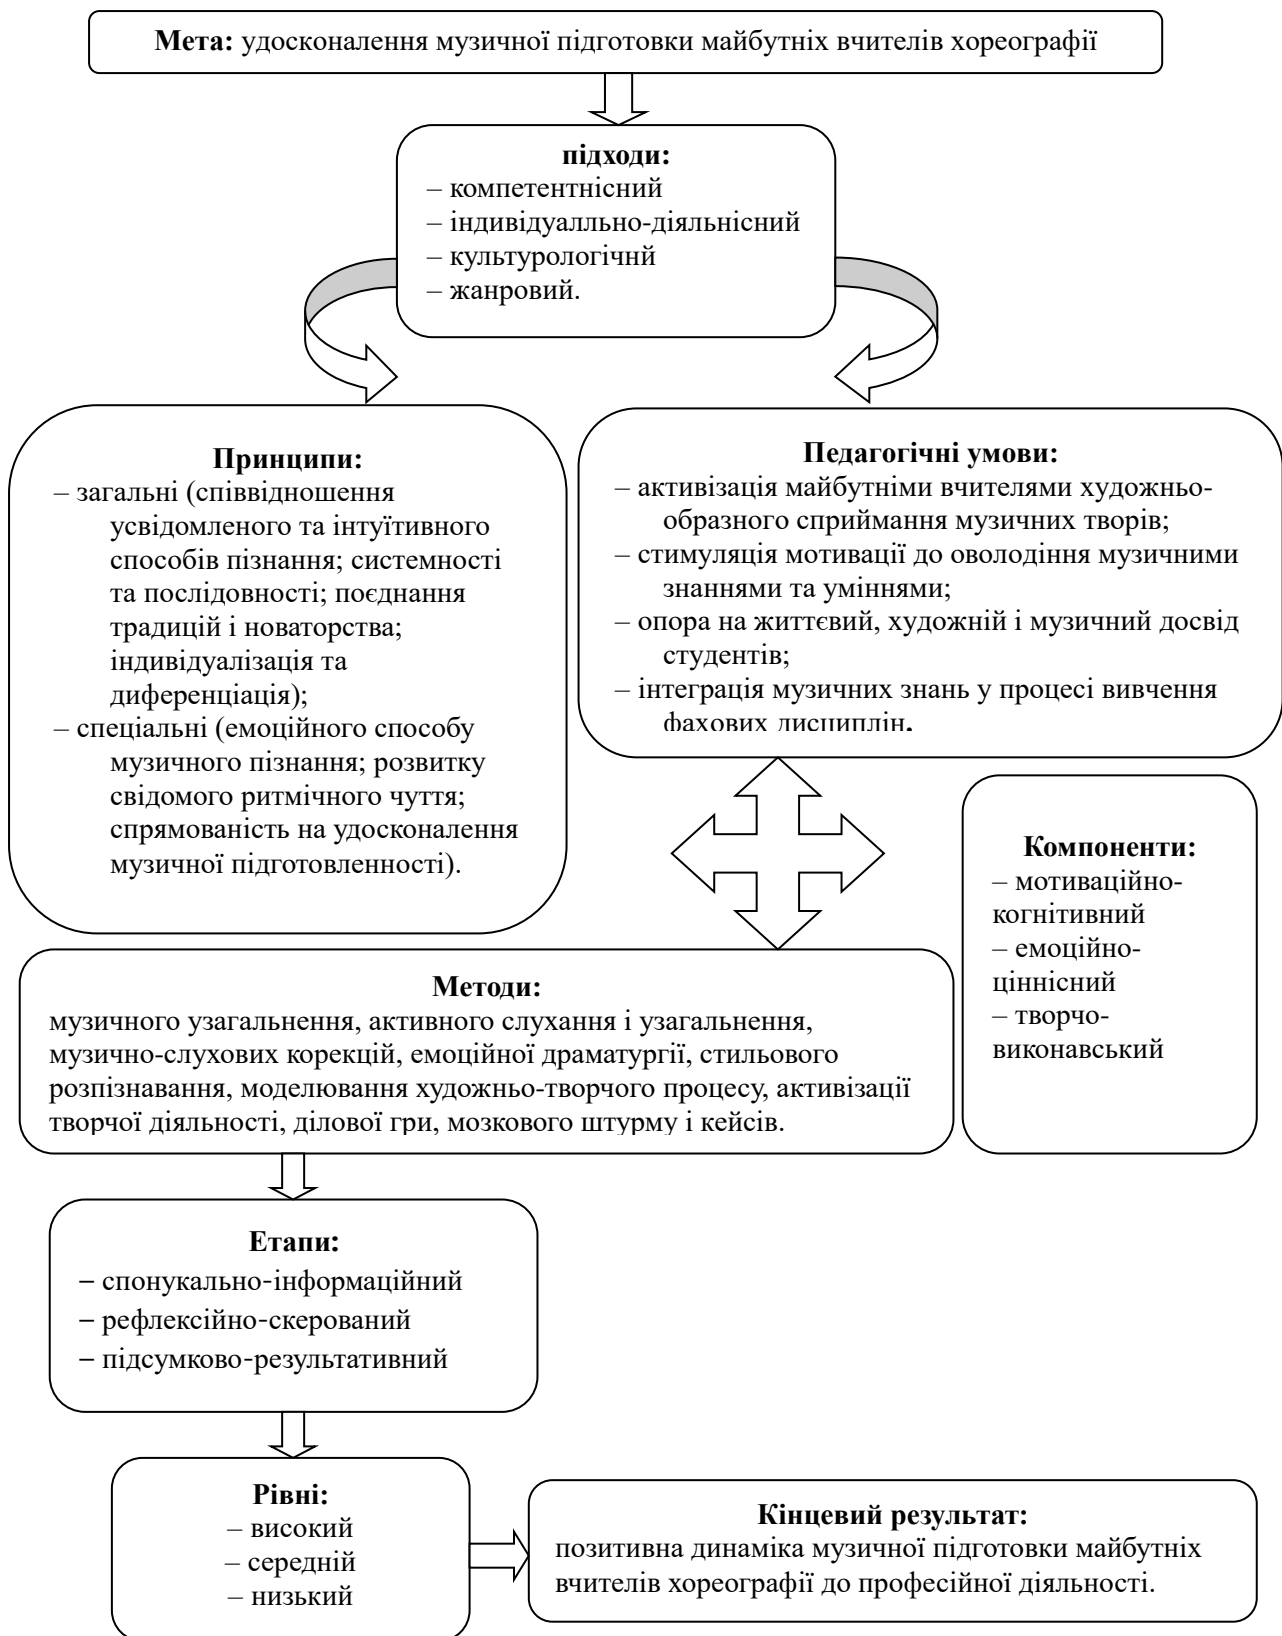 Мета: удосконалення музичної підготовки майбутніх вчителів хореографії
підходи:
– компетентнісний
– індивідуалльно-діяльнісний
– культурологічнй
– жанровий.
Принципи:
– загальні (співвідношення
усвідомленого та інтуїтивного
способів пізнання; системності
та послідовності; поєднання
традицій і новаторства;
індивідуалізація та
диференціація);
– спеціальні (емоційного способу
музичного пізнання; розвитку
свідомого ритмічного чуття;
спрямованість на удосконалення
музичної підготовленності).
Педагогічні умови:
– активізація майбутніми вчителями художньо-
образного сприймання музичних творів;
– стимуляція мотивації до оволодіння музичними
знаннями та уміннями;
– опора на життєвий, художній і музичний досвід
студентів;
– інтеграція музичних знань у процесі вивчення
фахових дисциплін.
Компоненти:
– мотиваційно-
когнітивний
– емоційно-
ціннісний
– творчо-
виконавський
Методи:
музичного узагальнення, активного слухання і узагальнення,
музично-слухових корекцій, емоційної драматургії, стильового
розпізнавання, моделювання художньо-творчого процесу, активізації
творчої діяльності, ділової гри, мозкового штурму і кейсів.
Етапи:
– спонукально-інформаційний
– рефлексійно-скерований
– підсумково-результативний
Рівні:
– високий
– середній
– низький
Кінцевий результат:
позитивна динаміка музичної підготовки майбутніх
вчителів хореографії до професійної діяльності.